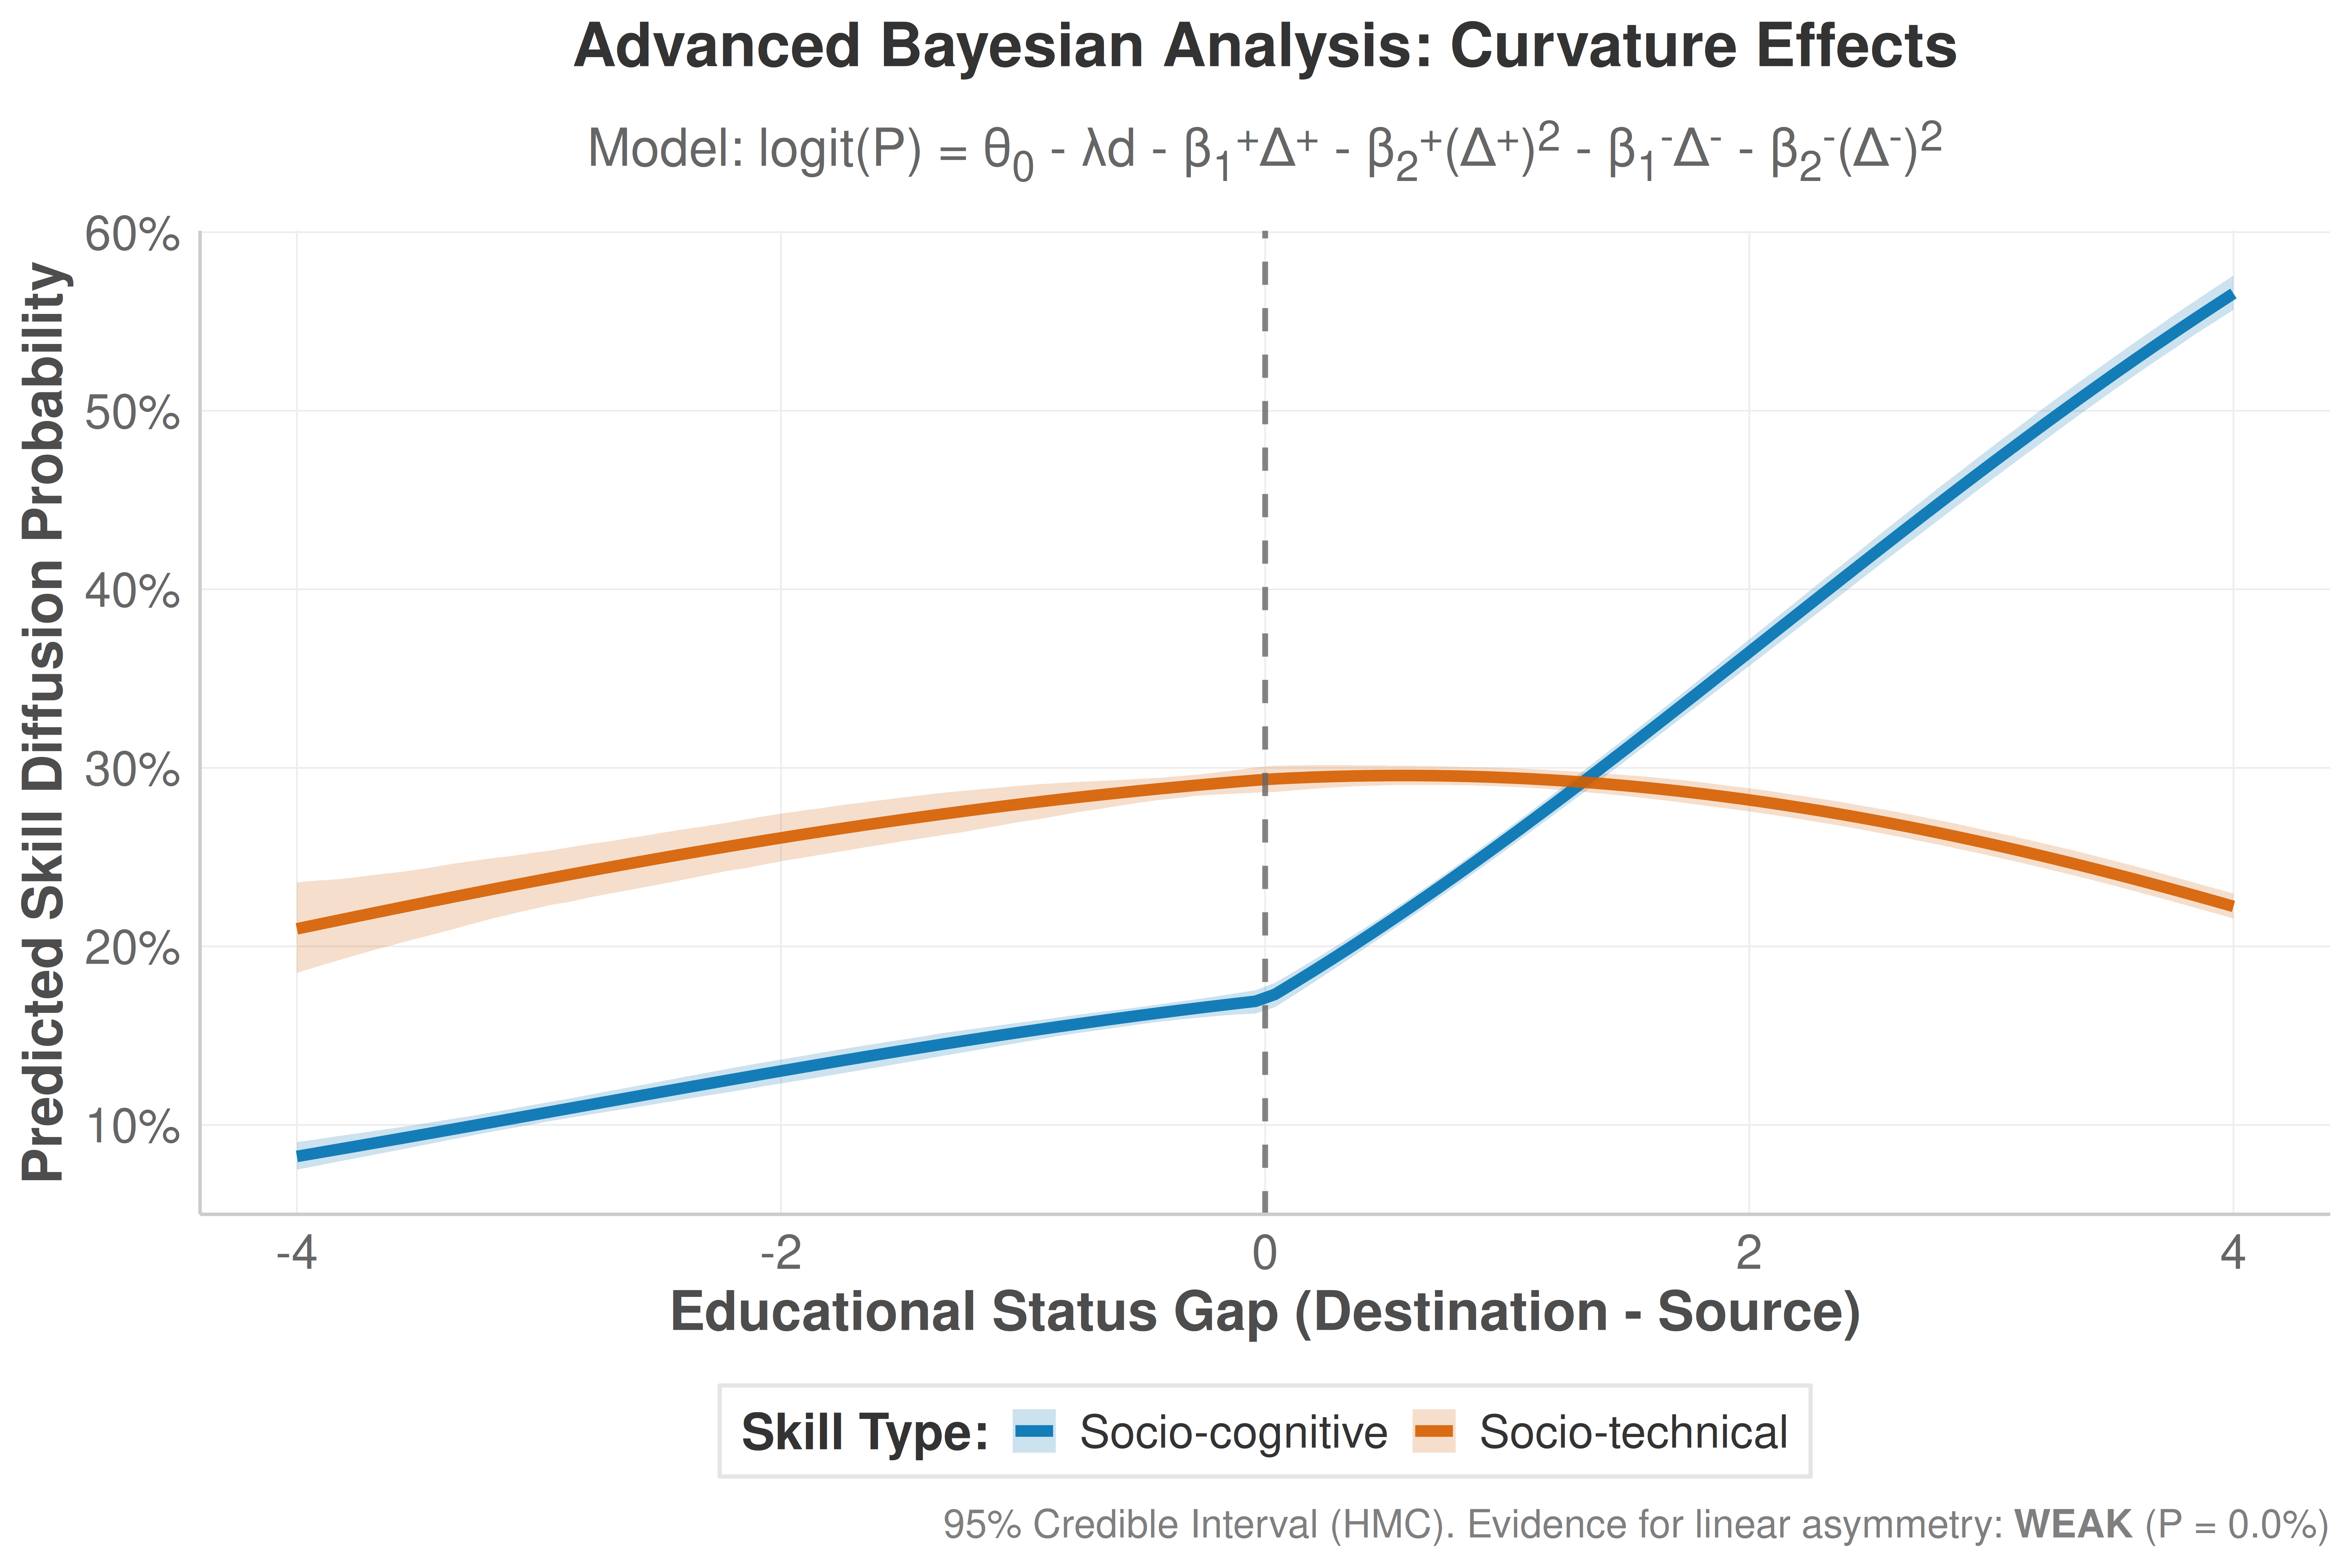 Advanced Bayesian Analysis: Curvature Effects
Model: logit(P) = θ₀ - λd - β₁⁺Δ⁺ - β₂⁺(Δ⁺)² - β₁⁻Δ⁻ - β₂⁻(Δ⁻)²
Predicted Skill Diffusion Probability
60%
50%
40%
30%
20%
10%
-4 -2 0 2 4
Educational Status Gap (Destination - Source)
Skill Type: Socio-cognitive Socio-technical
95% Credible Interval (HMC). Evidence for linear asymmetry: WEAK (P = 0.0%)